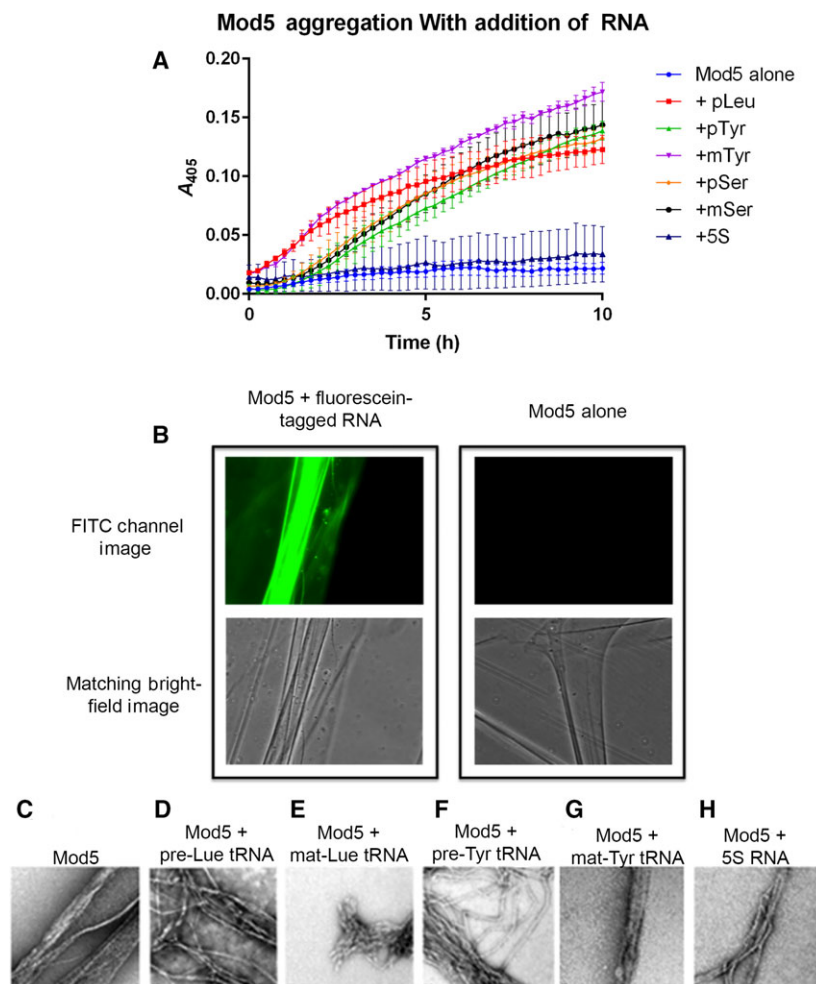 Mod5 aggregation With addition of RNA
A
0.20
0.15
0.10
0.05
0.00
A405
0
5
10
Time (h)
Mod5 alone
+ pLeu
+pTyr
+mTyr
+pSer
+mSer
+5S
B
Mod5 + fluorescein-
tagged RNA
Mod5 alone
FITC channel
image
Matching bright-
field image
C
Mod5
D
Mod5 +
pre-Lue tRNA
E
Mod5 +
mat-Lue tRNA
F
Mod5 +
pre-Tyr tRNA
G
Mod5 +
mat-Tyr tRNA
H
Mod5 +
5S RNA